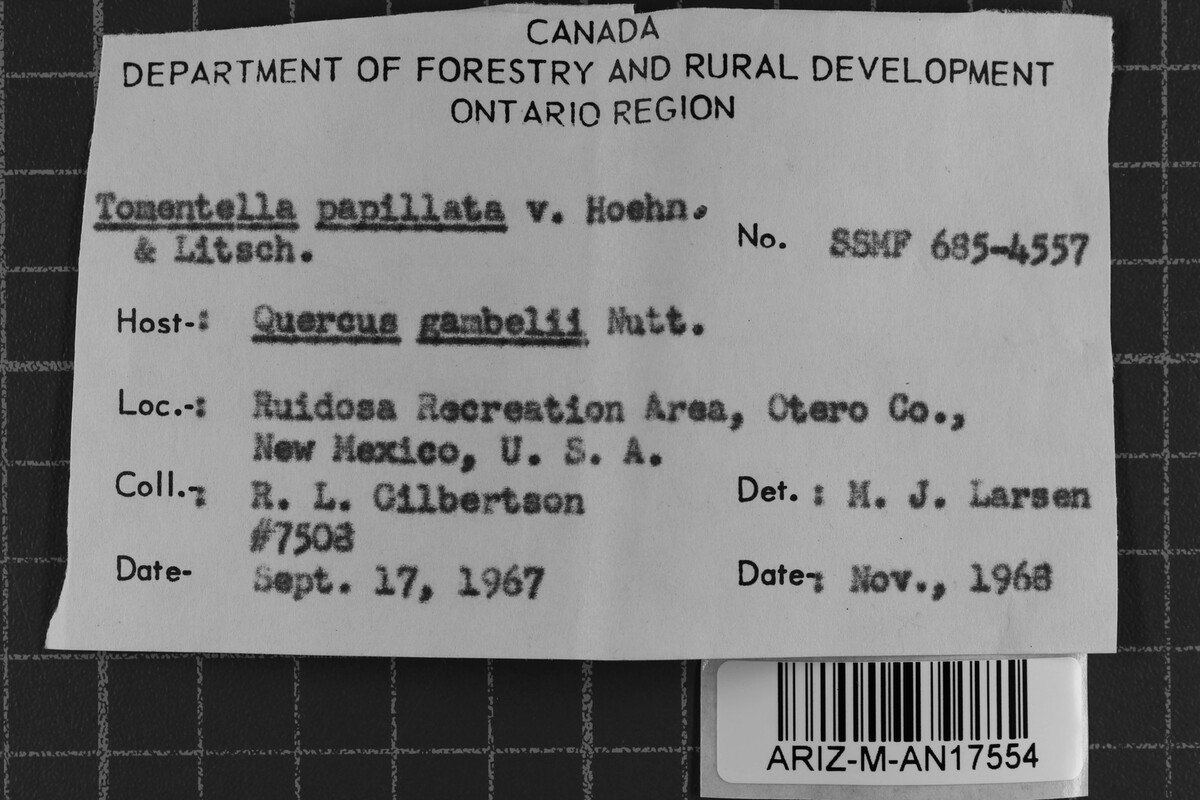 CANADA
DEPARTMENT OF FORESTRY AND RURAL DEVELOPMENT
ONTARIO REGION
Tomentella papillata v. Hoehn.
& Litsch.
No. SSMF 685-4557
Host-: Quercus gambelii Nutt.
Loc.-: Ruidosa Recreation Area, Otero Co.,
New Mexico, U. S. A.
Coll.-: R. L. Gilbertson
#7508
Det. : M. J. Larsen
Date- Sept. 17, 1967
Date-: Nov., 1968
ARIZ-M-AN17554